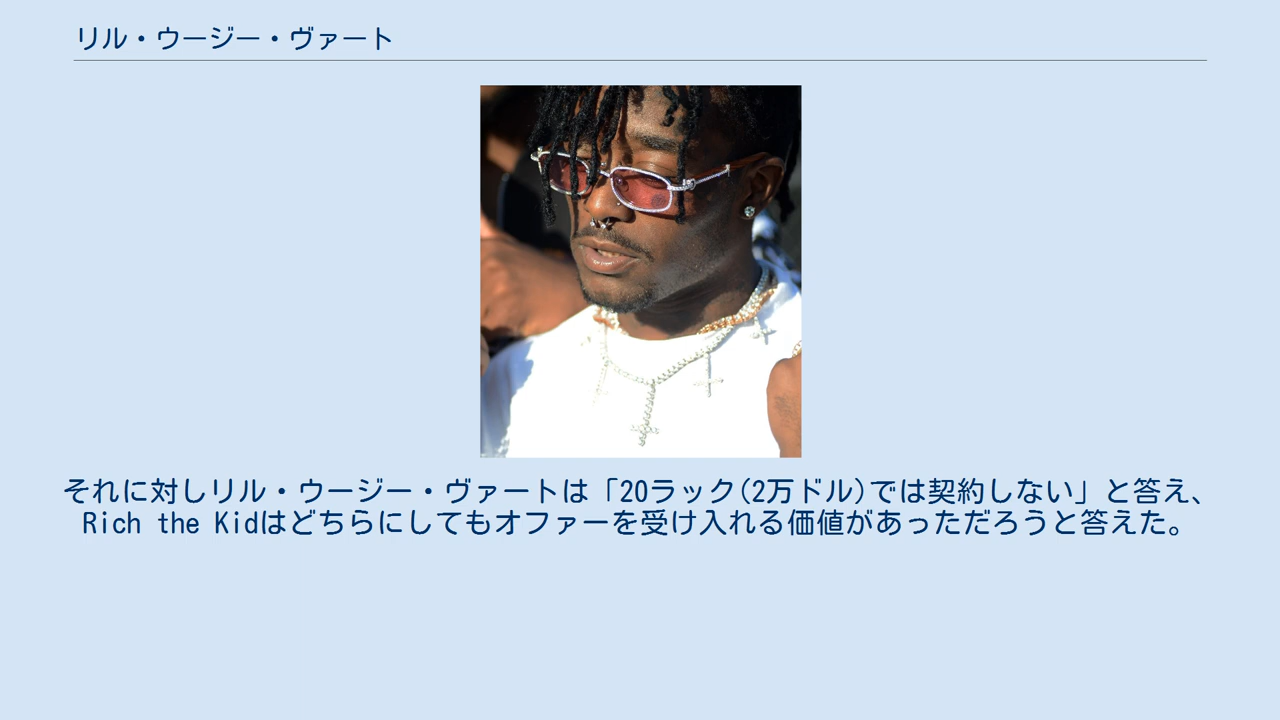 リル・ウージー・ヴァート
それに対しリル・ウージー・ヴァートは「20ラック(2万ドル)では契約しない」と答え、
Rich the Kidはどちらにしてもオファーを受け入れる価値があっただろうと答えた。